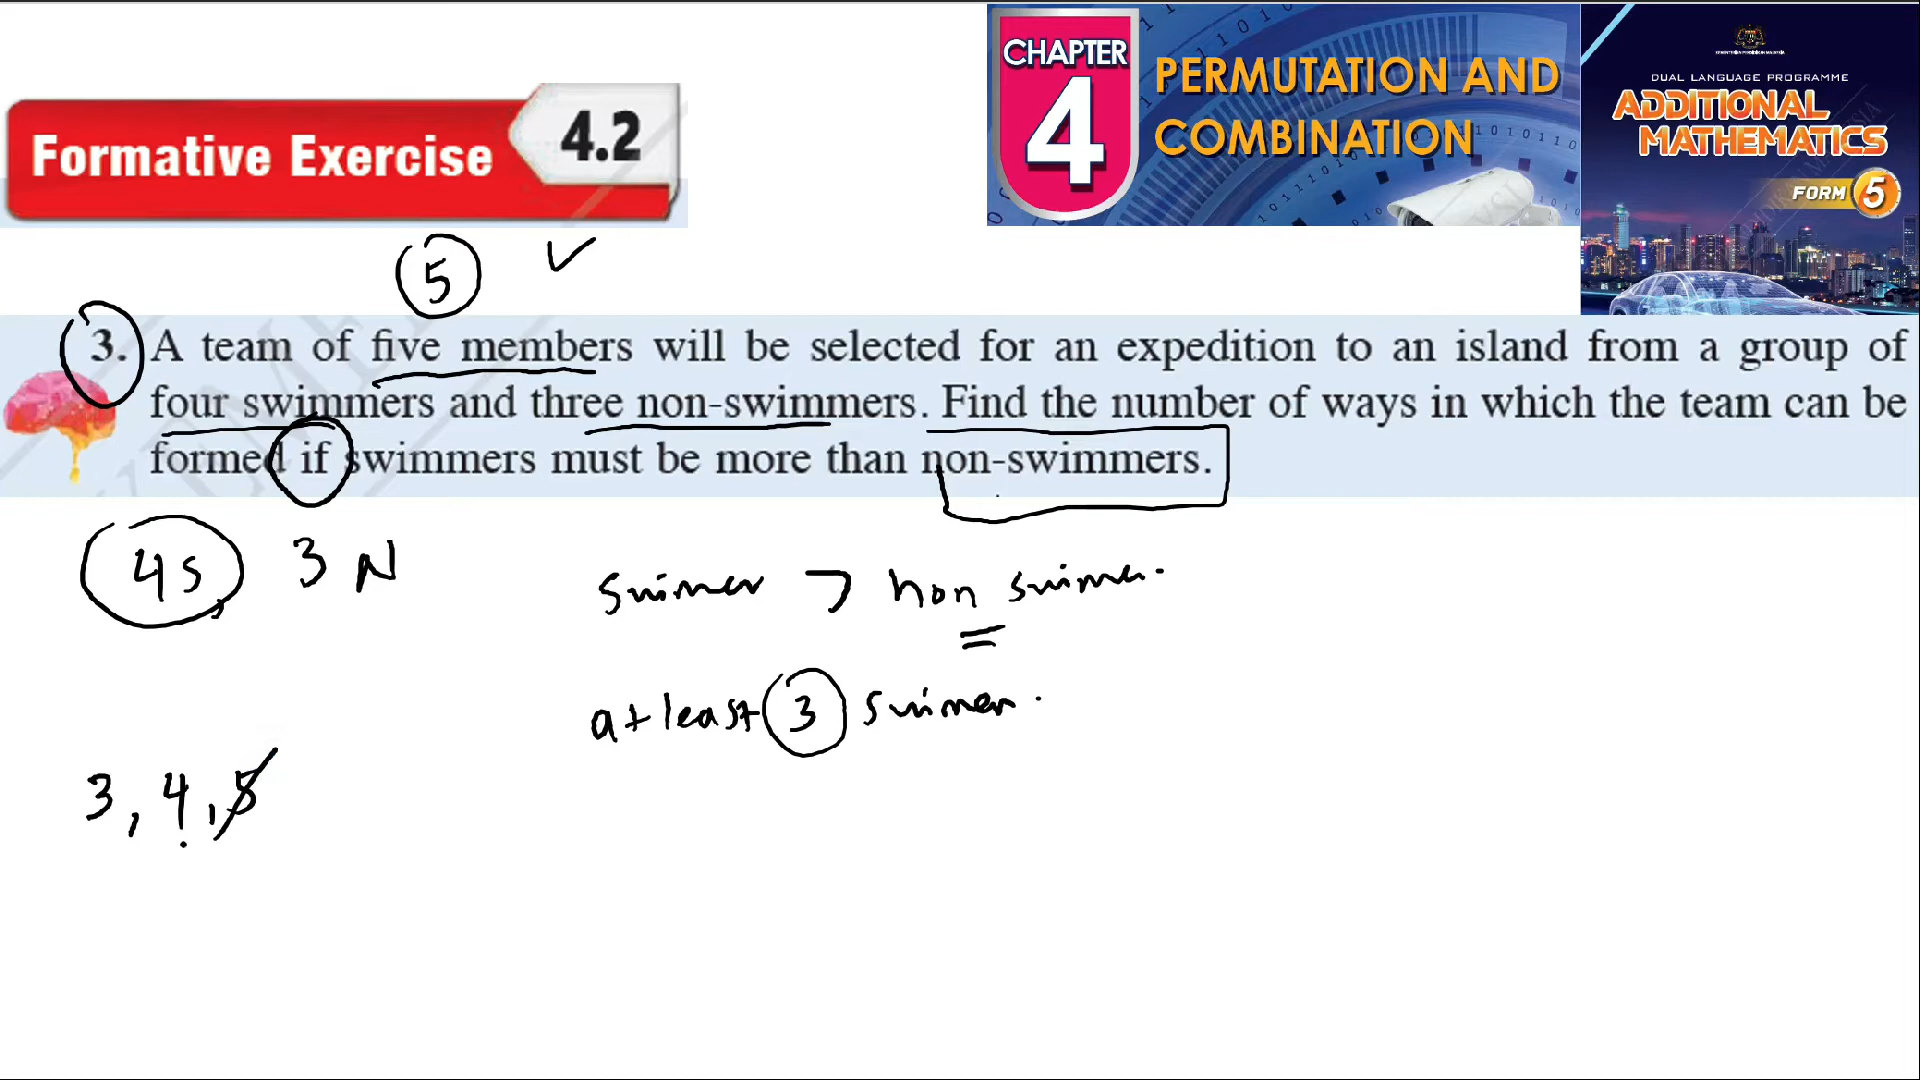 CHAPTER
4
PERMUTATION AND
COMBINATION
DUAL LANGUAGE PROGRAMME
ADDITIONAL
MATHEMATICS
FORM 5
Formative Exercise 4.2
5 ✓
3. A team of five members will be selected for an expedition to an island from a group of
four swimmers and three non-swimmers. Find the number of ways in which the team can be
formed if swimmers must be more than non-swimmers.
4s, 3 N
swimer > non swimer.
at least 3 swimer.
3, 4, 5